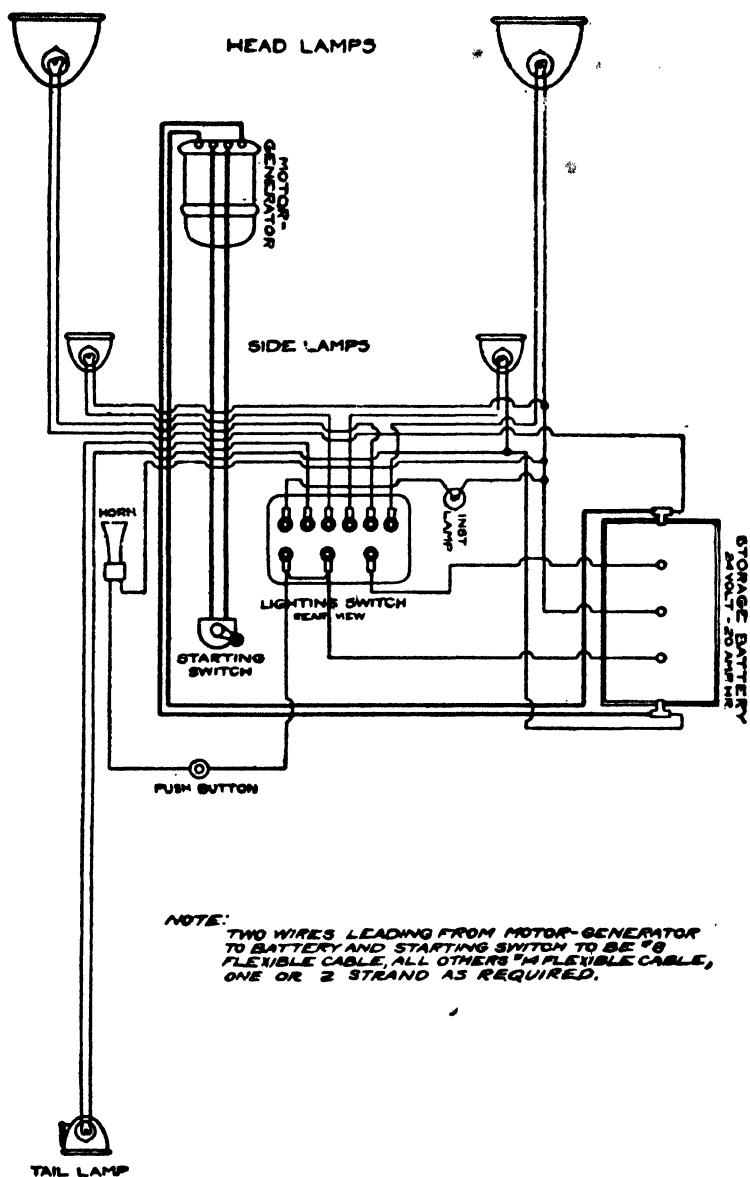 HEAD LAMPS
MOTOR-
GENERATOR
SIDE LAMPS
HORN
INST
LAMP
LIGHTING SWITCH
REAR VIEW
STARTING
SWITCH
STORAGE BATTERY
24 VOLT - 20 AMP HR.
PUSH BUTTON
NOTE:
TWO WIRES LEADING FROM MOTOR-GENERATOR
TO BATTERY AND STARTING SWITCH TO BE #8
FLEXIBLE CABLE, ALL OTHERS #14 FLEXIBLE CABLE,
ONE OR 2 STRAND AS REQUIRED.
TAIL LAMP